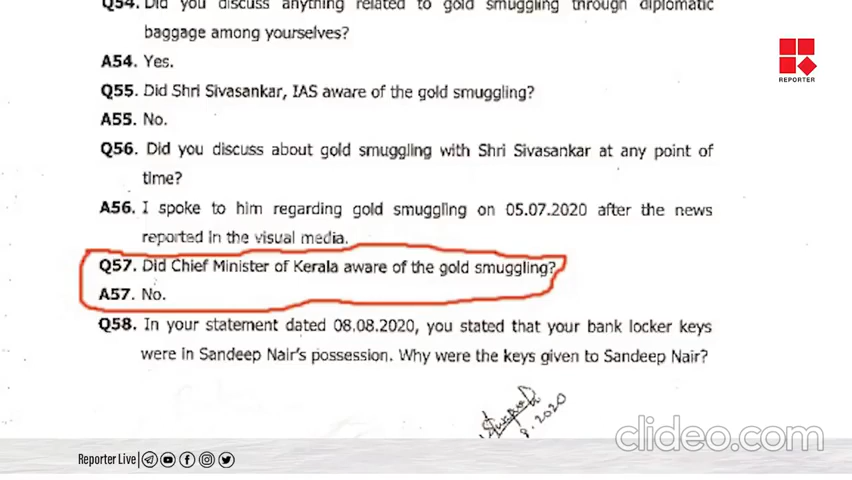 Q54. Did you discuss anything related to gold smuggling through diplomatic
baggage among yourselves?
A54. Yes.
REPORTER
Q55. Did Shri Sivasankar, IAS aware of the gold smuggling?
A55. No.
Q56. Did you discuss about gold smuggling with Shri Sivasankar at any point of
time?
A56. I spoke to him regarding gold smuggling on 05.07.2020 after the news
reported in the visual media.
Q57. Did Chief Minister of Kerala aware of the gold smuggling?
A57. No.
Q58. In your statement dated 08.08.2020, you stated that your bank locker keys
were in Sandeep Nair's possession. Why were the keys given to Sandeep Nair?
8.2020
clideo.com
Reporter Live